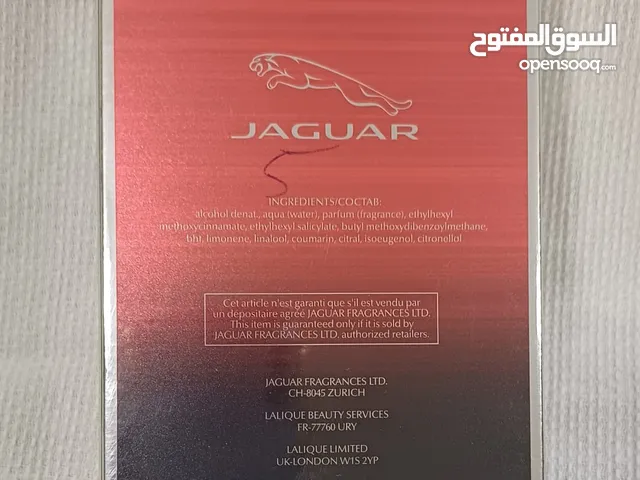 السوق المفتوح
opensooq.com
JAGUAR
5
INGREDIENTS/COCTAB:
alcohol denat., aqua (water), parfum (fragrance), ethylhexyl
methoxycinnamate, ethylhexyl salicylate, butyl methoxydibenzoylmethane,
bht, limonene, linalool, coumarin, citral, isoeugenol, citronellol
Cet article n'est garanti que s'il est vendu par
un dépositaire agréé JAGUAR FRAGRANCES LTD.
This item is guaranteed only if it is sold by
JAGUAR FRAGRANCES LTD. authorized retailers.
JAGUAR FRAGRANCES LTD.
CH-8045 ZURICH
LALIQUE BEAUTY SERVICES
FR-77760 URY
LALIQUE LIMITED
UK-LONDON W1S 2YP